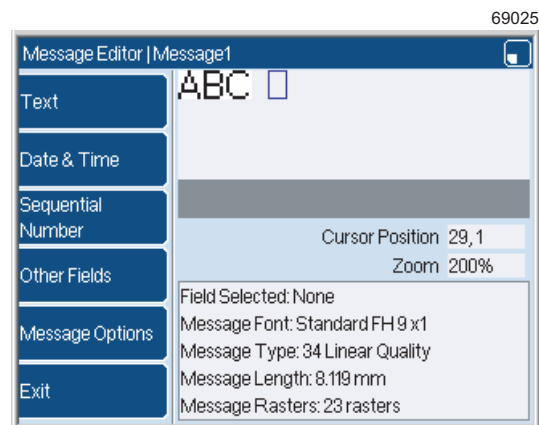 69025
Message Editor | Message1
Text
ABC
Date & Time
Sequential
Number
Cursor Position 29,1
Zoom 200%
Other Fields
Field Selected: None
Message Options
Message Font: Standard FH 9 x1
Message Type: 34 Linear Quality
Exit
Message Length: 8.119 mm
Message Rasters: 23 rasters